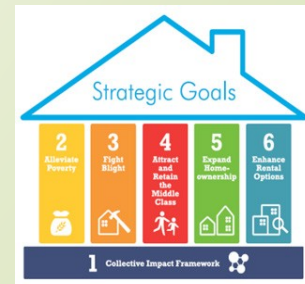 Strategic Goals
2
Alleviate
Poverty
3
Fight
Blight
4
Attract
and
Retain
the
Middle
Class
5
Expand
Home-
ownership
6
Enhance
Rental
Options
1 Collective Impact Framework